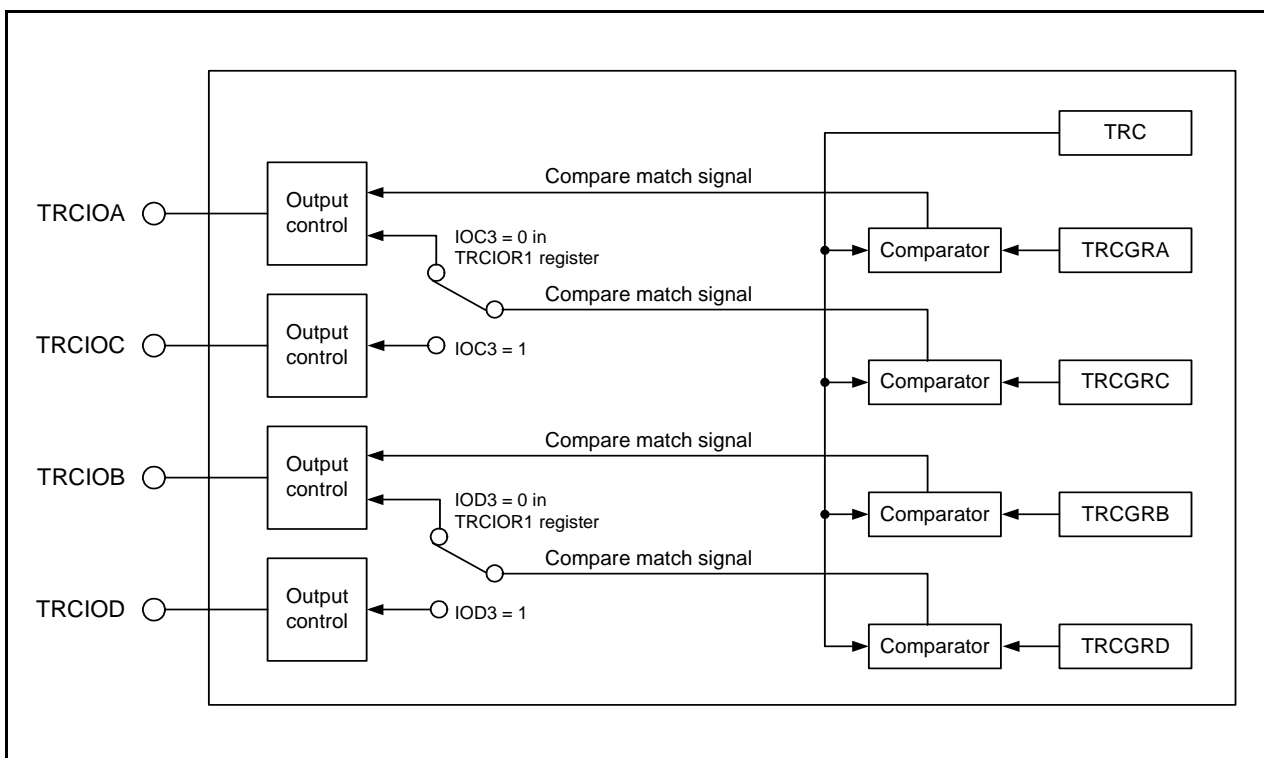 TRC
Compare match signal
Output
control
TRCIOA
Comparator
TRCGRA
IOC3 = 0 in
TRCIOR1 register
Compare match signal
Output
control
TRCIOC
IOC3 = 1
Comparator
TRCGRC
Compare match signal
Output
control
TRCIOB
IOD3 = 0 in
TRCIOR1 register
Comparator
TRCGRB
Compare match signal
Output
control
TRCIOD
IOD3 = 1
Comparator
TRCGRD